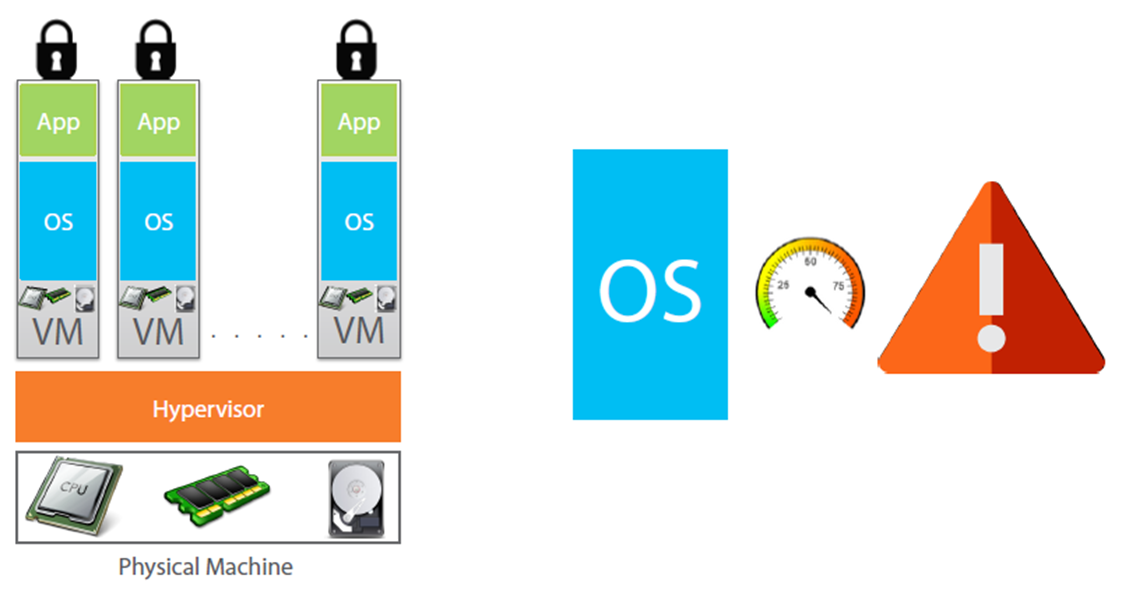 App
App
App
OS
OS
OS
VM
VM
. . . . .
VM
Hypervisor
CPU
Physical Machine
OS
25
50
75